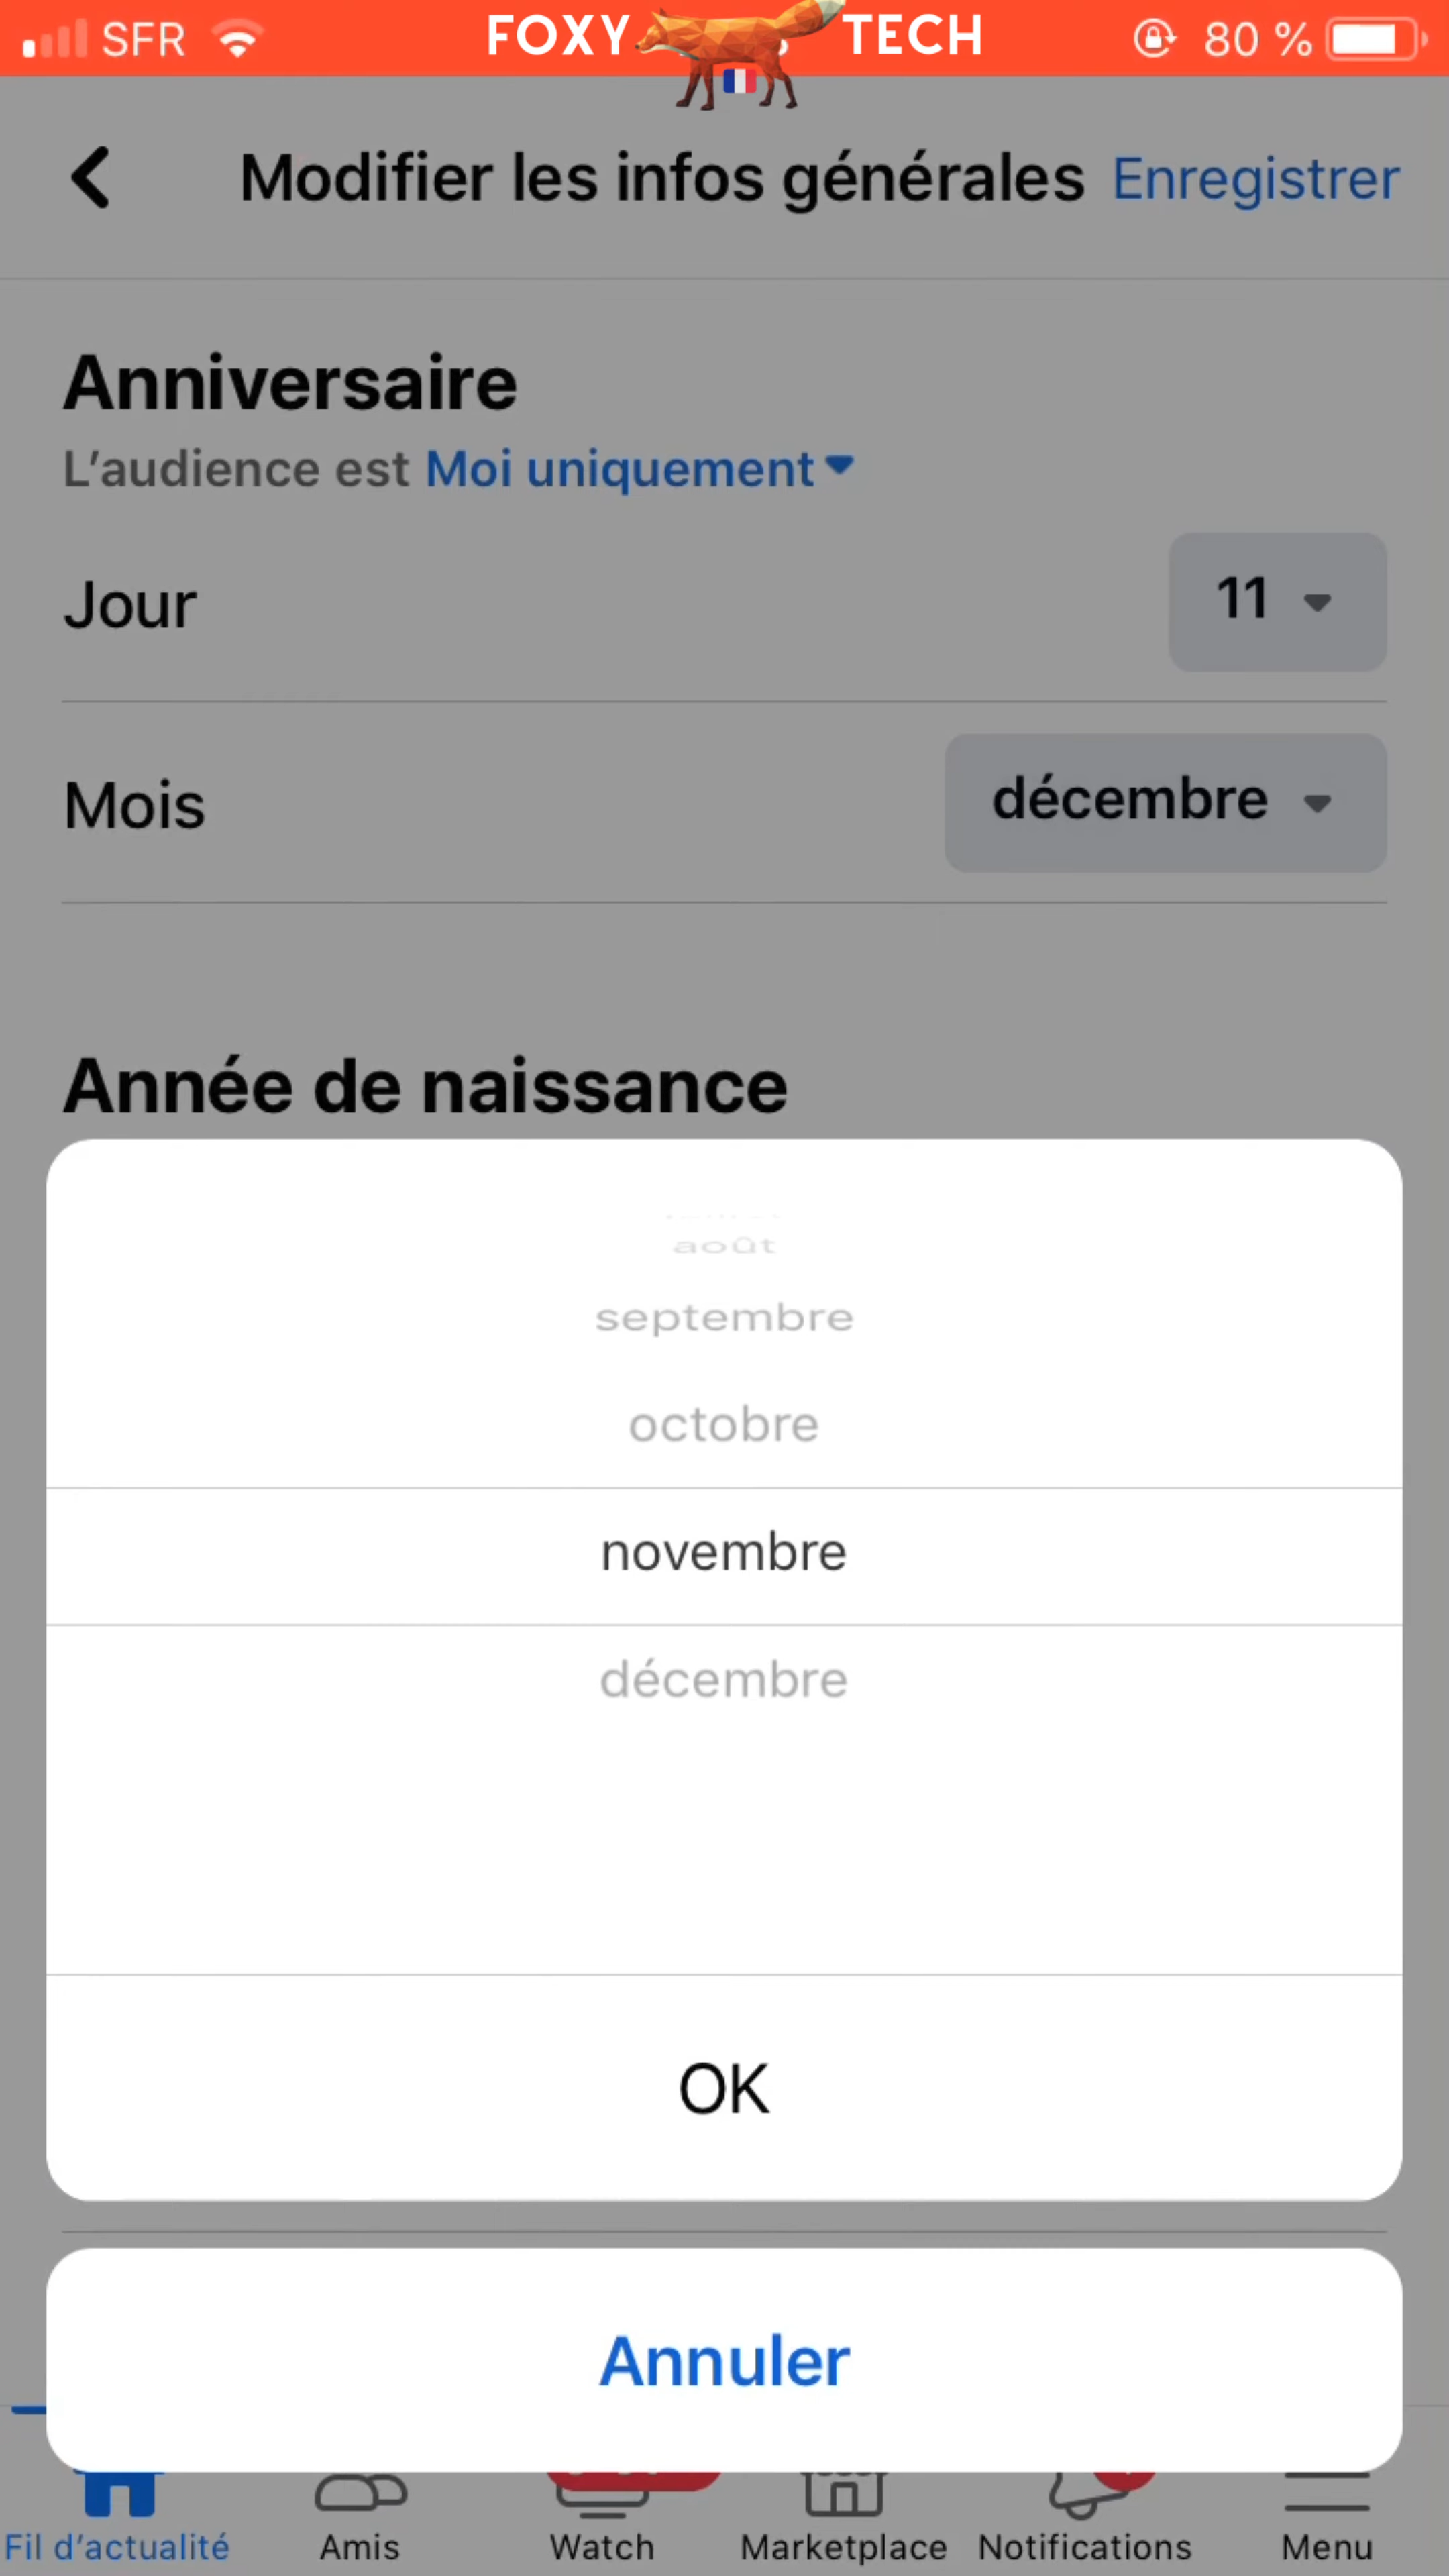 SFR FOXY TECH 80 %
Modifier les infos générales Enregistrer
Anniversaire
L’audience est Moi uniquement
Jour 11
Mois décembre
Année de naissance
août
septembre
octobre
novembre
décembre
OK
Annuler
Fil d’actualité Amis Watch Marketplace Notifications Menu